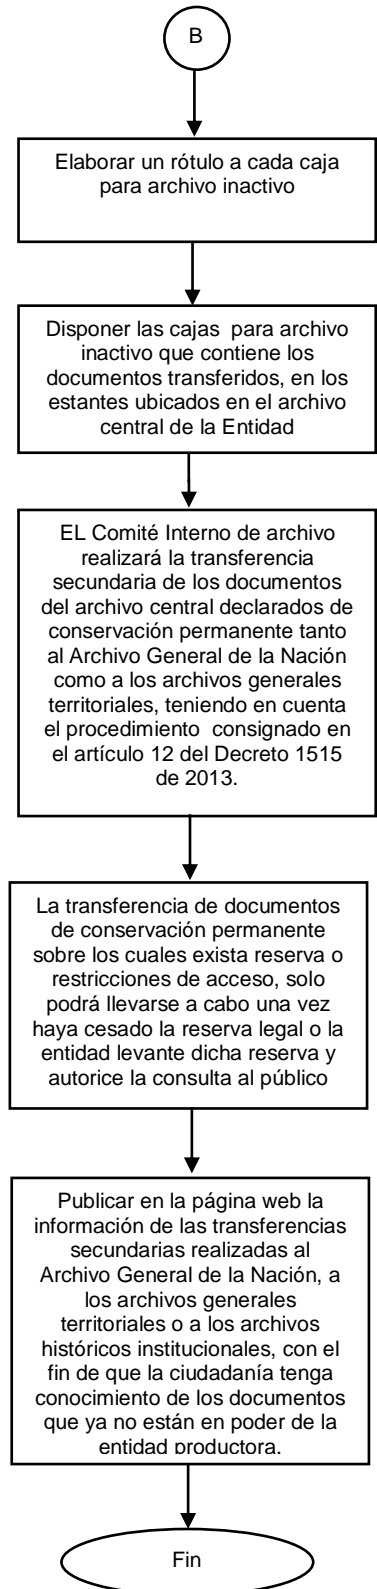 B
Elaborar un rótulo a cada caja
para archivo inactivo
Disponer las cajas para archivo
inactivo que contiene los
documentos transferidos, en los
estantes ubicados en el archivo
central de la Entidad
EL Comité Interno de archivo
realizará la transferencia
secundaria de los documentos
del archivo central declarados de
conservación permanente tanto
al Archivo General de la Nación
como a los archivos generales
territoriales, teniendo en cuenta
el procedimiento consignado en
el artículo 12 del Decreto 1515
de 2013.
La transferencia de documentos
de conservación permanente
sobre los cuales exista reserva o
restricciones de acceso, solo
podrá llevarse a cabo una vez
haya cesado la reserva legal o la
entidad levante dicha reserva y
autorice la consulta al público
Publicar en la página web la
información de las transferencias
secundarias realizadas al
Archivo General de la Nación, a
los archivos generales
territoriales o a los archivos
históricos institucionales, con el
fin de que la ciudadanía tenga
conocimiento de los documentos
que ya no están en poder de la
entidad productora.
Fin